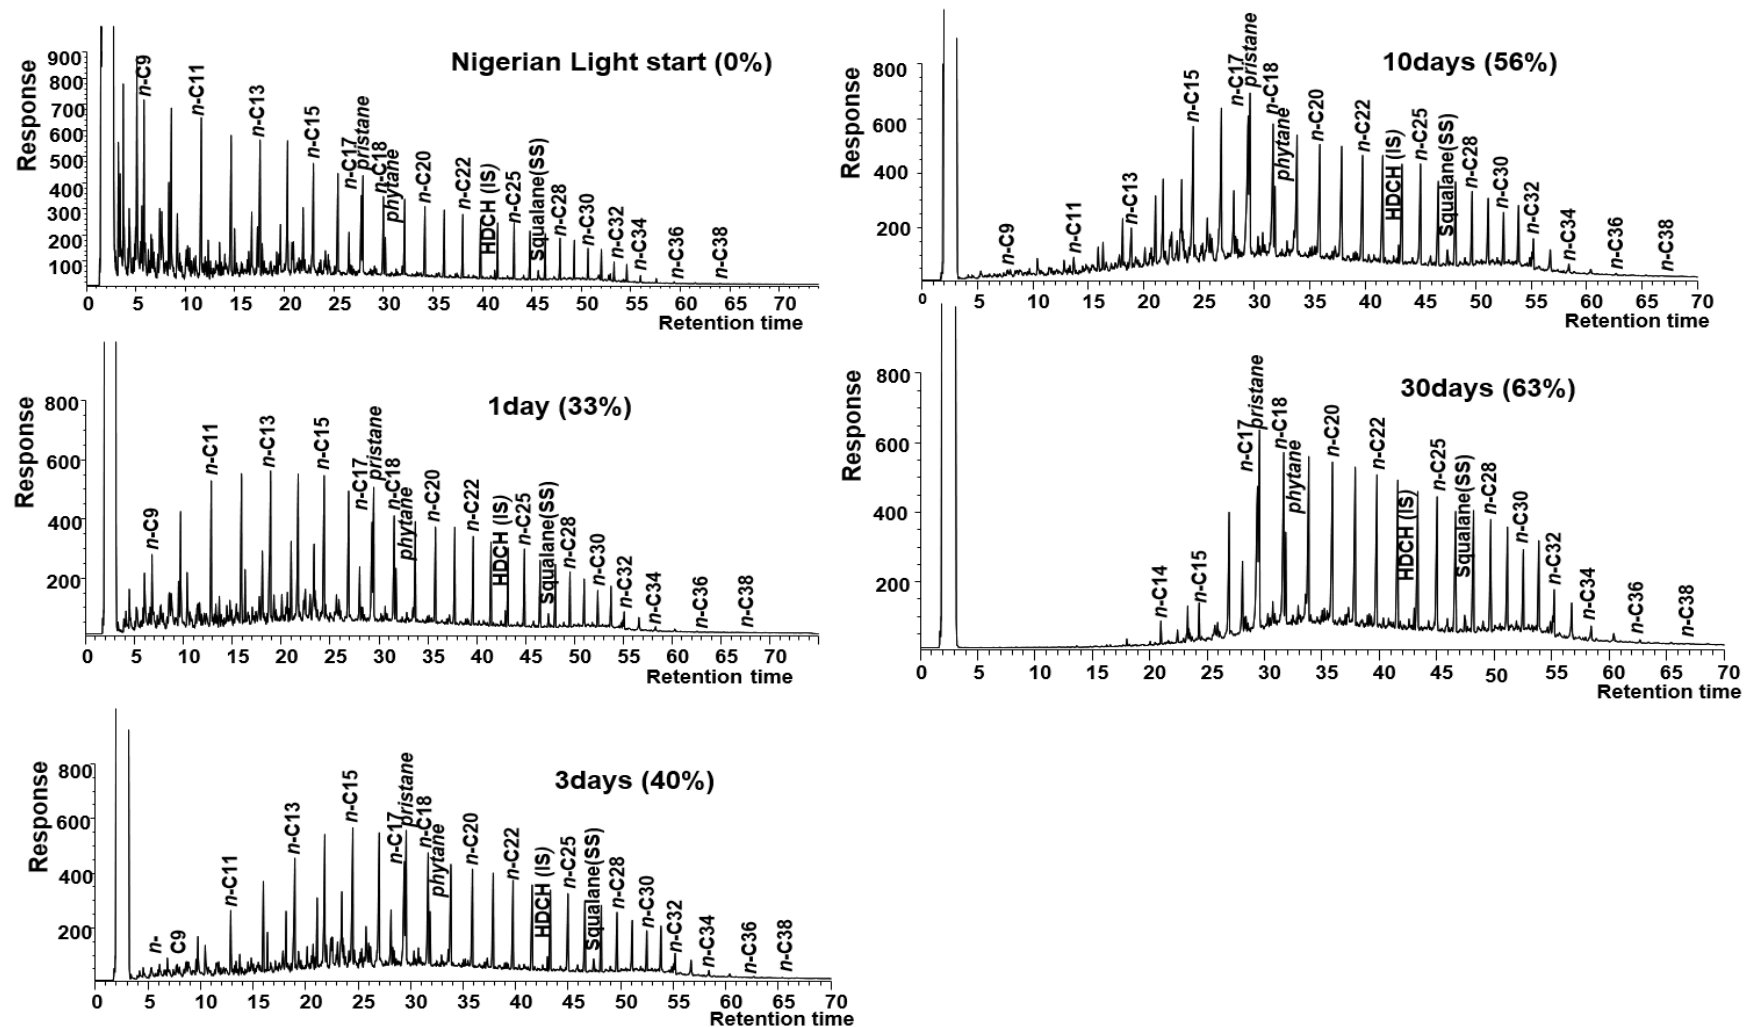 Nigerian Light start (0%)
Response
900
800
700
600
500
400
300
200
100
n-C9
n-C11
n-C13
n-C15
n-C17
pristane
n-C18
phytane
n-C20
n-C22
HDCH (IS)
n-C25
Squalane(SS)
n-C28
n-C30
n-C32
n-C34
n-C36
n-C38
0 5 10 15 20 25 30 35 40 45 50 55 60 65 70
Retention time
1day (33%)
Response
800
600
400
200
n-C9
n-C11
n-C13
n-C15
n-C17
pristane
n-C18
phytane
n-C20
n-C22
HDCH (IS)
n-C25
Squalane(SS)
n-C28
n-C30
n-C32
n-C34
n-C36
n-C38
0 5 10 15 20 25 30 35 40 45 50 55 60 65 70
Retention time
3days (40%)
Response
800
600
400
200
n-
C9
n-C11
n-C13
n-C15
n-C17
pristane
n-C18
phytane
n-C20
n-C22
HDCH (IS)
n-C25
Squalane(SS)
n-C28
n-C30
n-C32
n-C34
n-C36
n-C38
0 5 10 15 20 25 30 35 40 45 50 55 60 65 70
Retention time
10days (56%)
Response
800
600
400
200
n-C9
n-C11
n-C13
n-C15
n-C17
pristane
n-C18
phytane
n-C20
n-C22
HDCH (IS)
n-C25
Squalane(SS)
n-C28
n-C30
n-C32
n-C34
n-C36
n-C38
0 5 10 15 20 25 30 35 40 45 50 55 60 65 70
Retention time
30days (63%)
Response
800
600
400
200
n-C14
n-C15
n-C17
pristane
n-C18
phytane
n-C20
n-C22
HDCH (IS)
n-C25
Squalane(SS)
n-C28
n-C30
n-C32
n-C34
n-C36
n-C38
0 5 10 15 20 25 30 35 40 45 50 55 60 65 70
Retention time